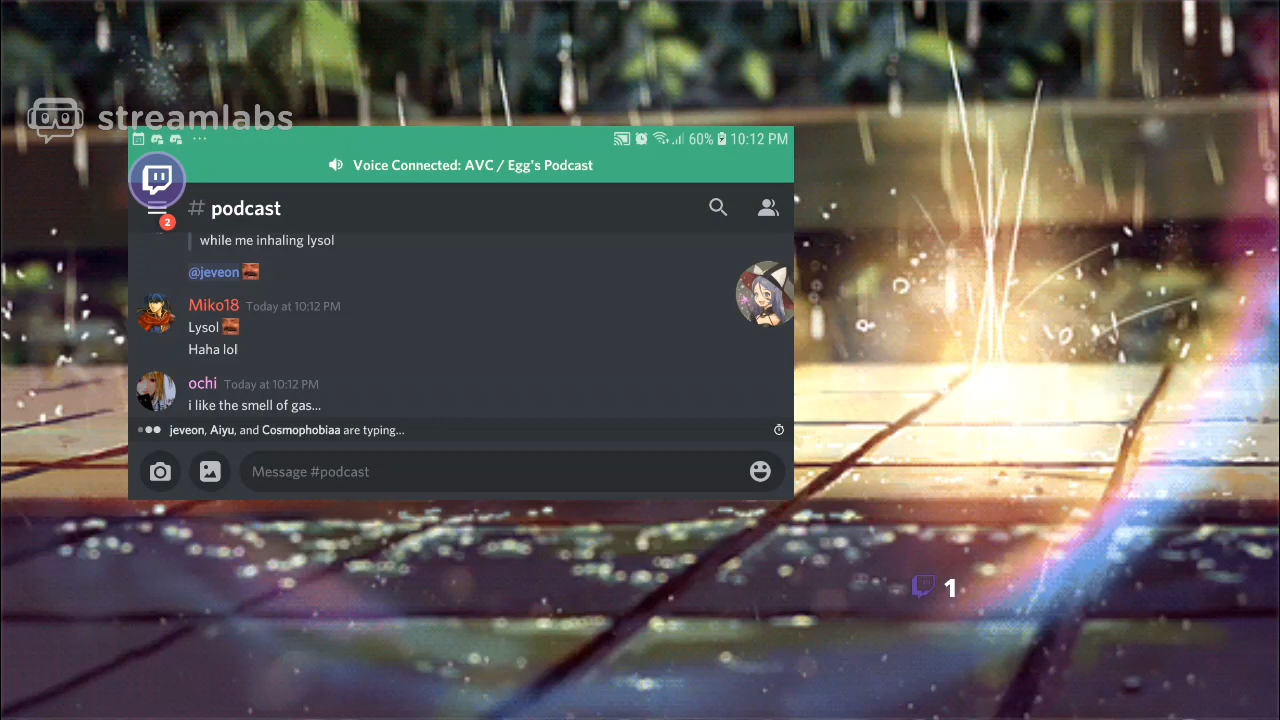 streamlabs
60% 10:12 PM
Voice Connected: AVC / Egg's Podcast
# podcast
2
while me inhaling lysol
@jeveon
Miko18 Today at 10:12 PM
Lysol
Haha lol
ochi Today at 10:12 PM
i like the smell of gas...
jeveon, Aiyu, and Cosmophobiaa are typing...
Message #podcast
1